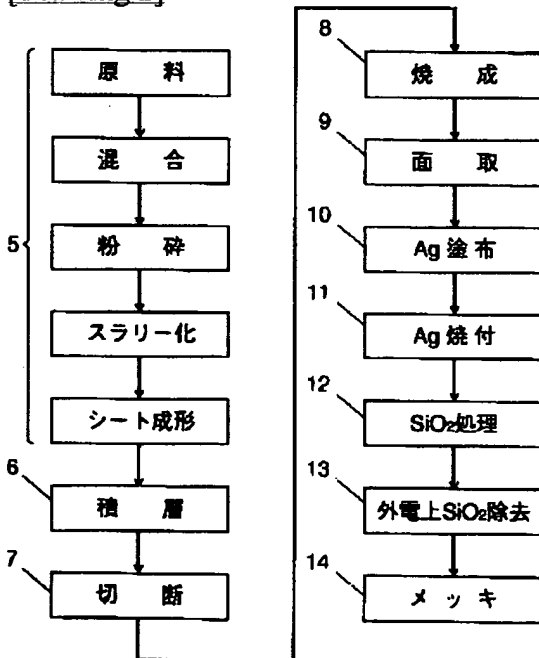 原料
混合
粉砕
スラリー化
シート成形
5
6
積層
7
切断
8
焼成
9
面取
10
Ag塗布
11
Ag焼付
12
SiO₂処理
13
外電上SiO₂除去
14
メッキ